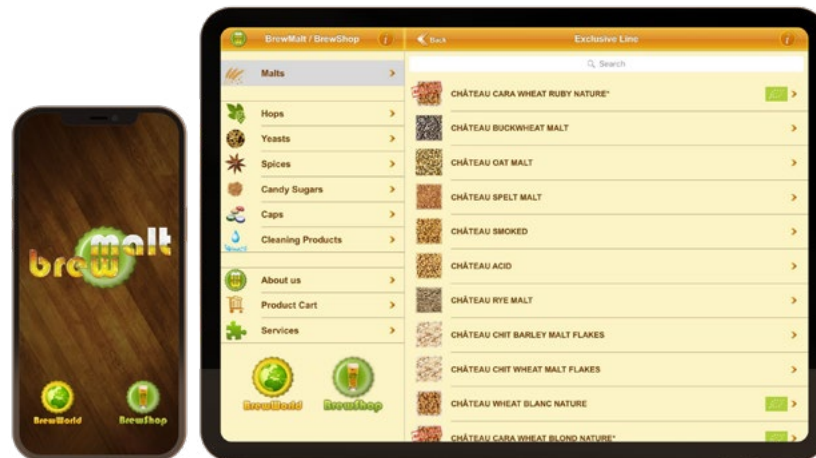 brew malt
BrewWorld
BrewShop
BrewMalt / BrewShop
Malts
Hops
Yeasts
Spices
Candy Sugars
Caps
Cleaning Products
About us
Product Cart
Services
BrewWorld
BrewShop
Back
Exclusive Line
Search
CHÂTEAU CARA WHEAT RUBY NATURE*
CHÂTEAU BUCKWHEAT MALT
CHÂTEAU OAT MALT
CHÂTEAU SPELT MALT
CHÂTEAU SMOKED
CHÂTEAU ACID
CHÂTEAU RYE MALT
CHÂTEAU CHIT BARLEY MALT FLAKES
CHÂTEAU CHIT WHEAT MALT FLAKES
CHÂTEAU WHEAT BLANC NATURE
CHÂTEAU CARA WHEAT BLOND NATURE*